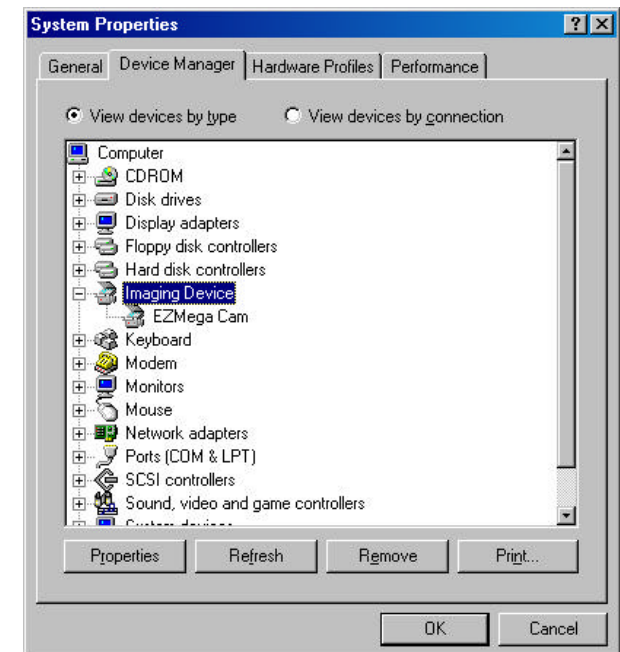 System Properties
General Device Manager Hardware Profiles Performance
View devices by type View devices by connection
Computer
CDROM
Disk drives
Display adapters
Floppy disk controllers
Hard disk controllers
Imaging Device
EZMega Cam
Keyboard
Modem
Monitors
Mouse
Network adapters
Ports (COM & LPT)
SCSI controllers
Sound, video and game controllers
Properties Refresh Remove Print...
OK Cancel